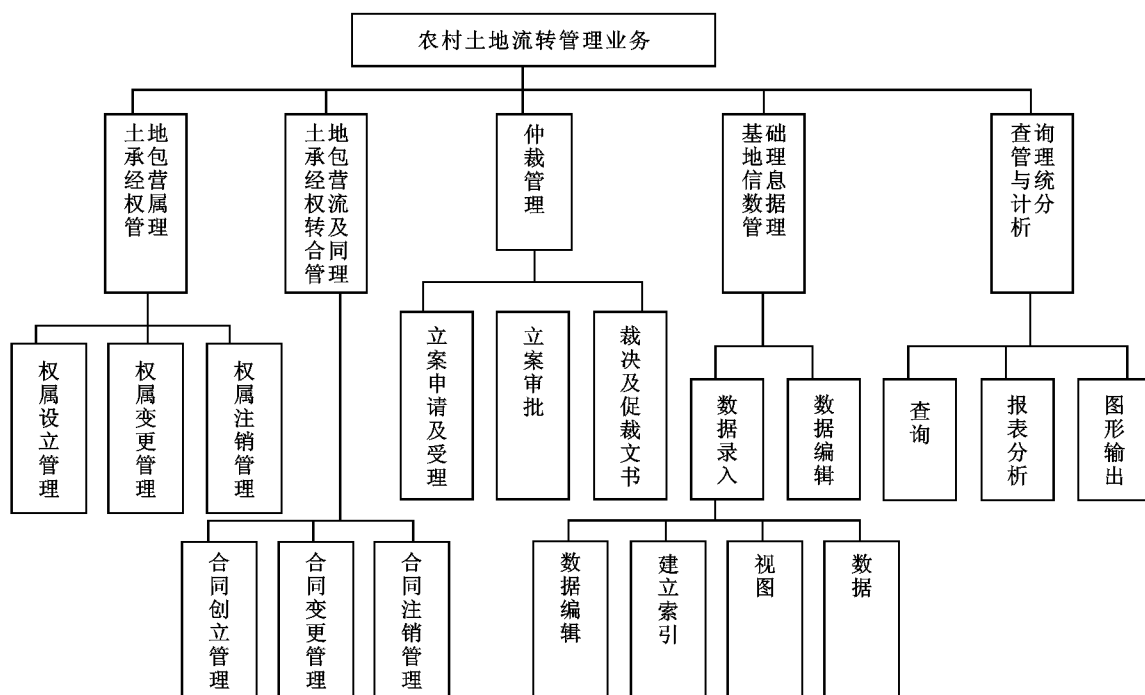 农村土地流转管理业务
土地承包经营权属管理
土地承包经营权流转及合同管理
仲裁管理
基础地理信息数据管理
查询管理与统计分析
权属设立管理
权属变更管理
权属注销管理
立案申请及受理
立案审批
裁决及促裁文书
数据录入
数据编辑
查询
报表分析
图形输出
合同创立管理
合同变更管理
合同注销管理
数据编辑
建立索引
视图
数据